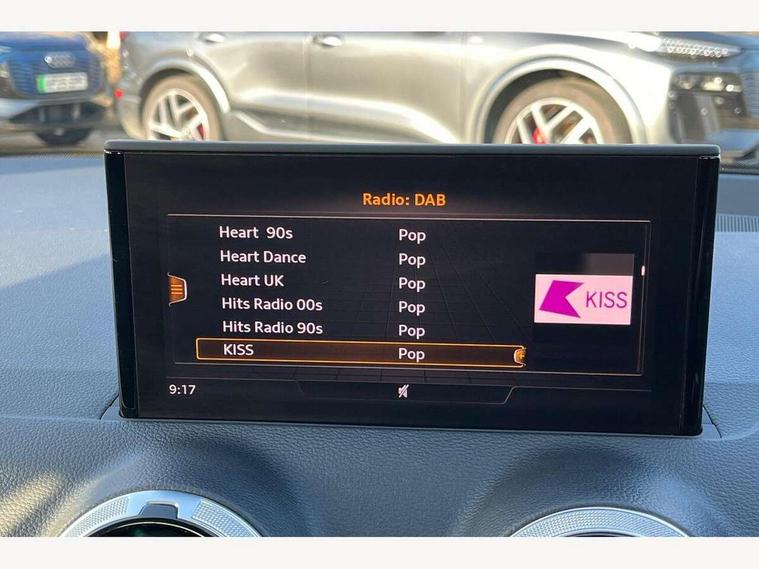 Radio: DAB
Heart 90s Pop
Heart Dance Pop
Heart UK Pop
Hits Radio 00s Pop
Hits Radio 90s Pop
KISS Pop
KISS
9:17